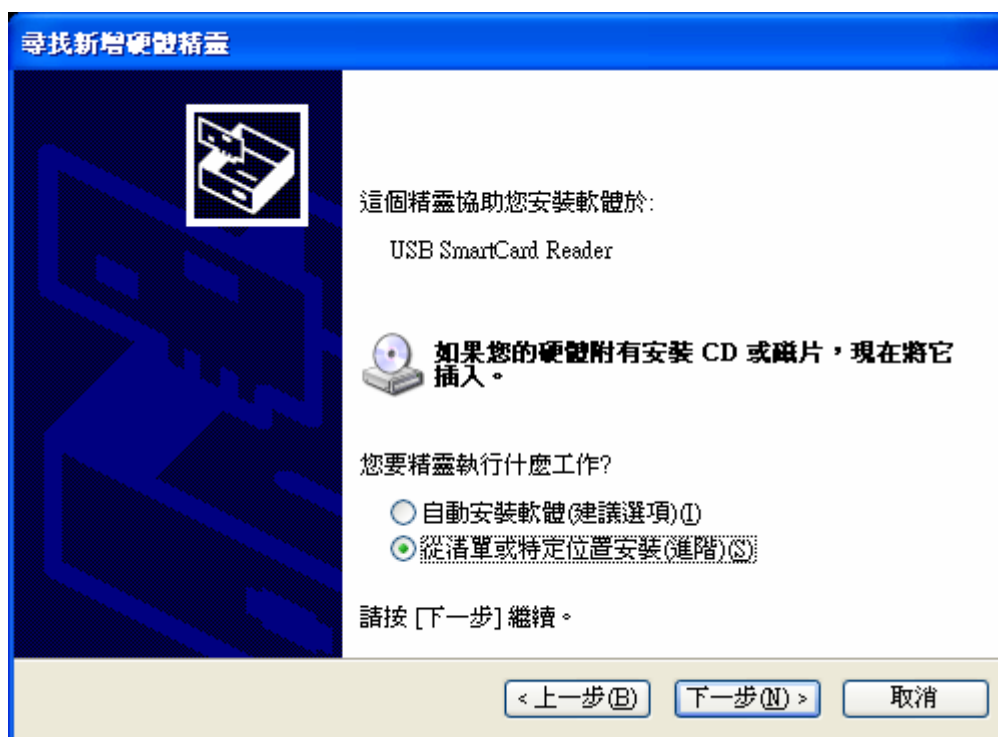 尋找新增硬體精靈
這個精靈協助您安裝軟體於:
USB SmartCard Reader
如果您的硬體附有安裝 CD 或磁片，現在將它
插入。
您要精靈執行什麼工作?
自動安裝軟體(建議選項)(I)
從清單或特定位置安裝(進階)(S)
請按 [下一步] 繼續。
< 上一步(B) 下一步(N) > 取消